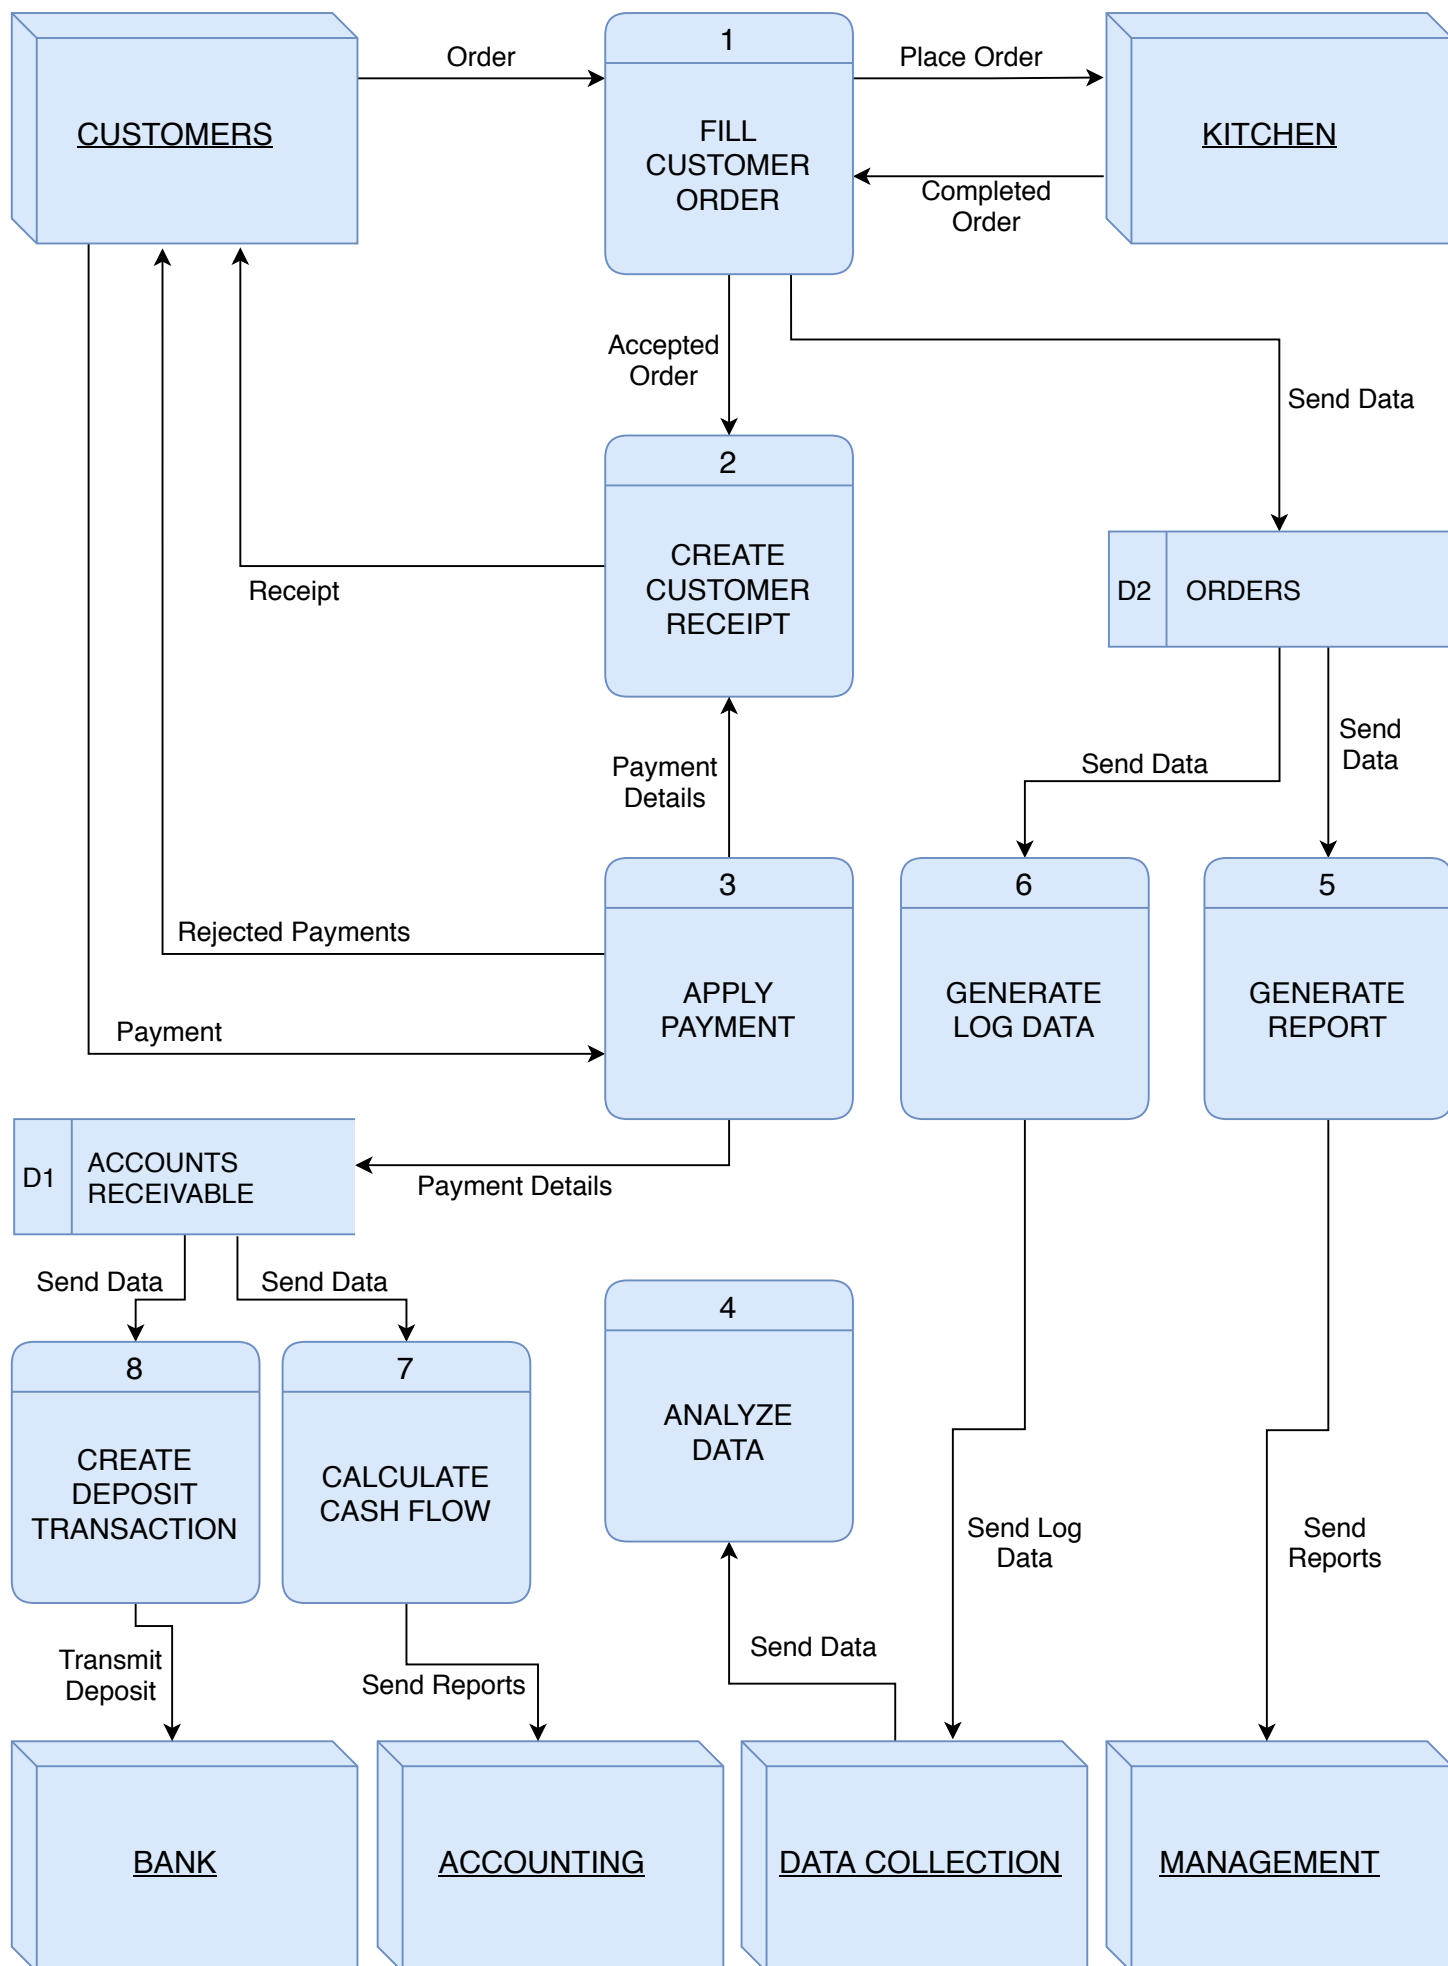 1
Order
Place Order
CUSTOMERS
FILL
CUSTOMER
ORDER
KITCHEN
Completed
Order
Accepted
Order
Send Data
2
CREATE
CUSTOMER
RECEIPT
Receipt
D2
ORDERS
Send
Data
Send Data
Payment
Details
3
6
5
Rejected Payments
APPLY
PAYMENT
GENERATE
LOG DATA
GENERATE
REPORT
Payment
D1
ACCOUNTS
RECEIVABLE
Payment Details
Send Data
Send Data
4
8
7
ANALYZE
DATA
CREATE
DEPOSIT
TRANSACTION
CALCULATE
CASH FLOW
Send Log
Data
Send
Reports
Transmit
Deposit
Send Reports
Send Data
BANK
ACCOUNTING
DATA COLLECTION
MANAGEMENT